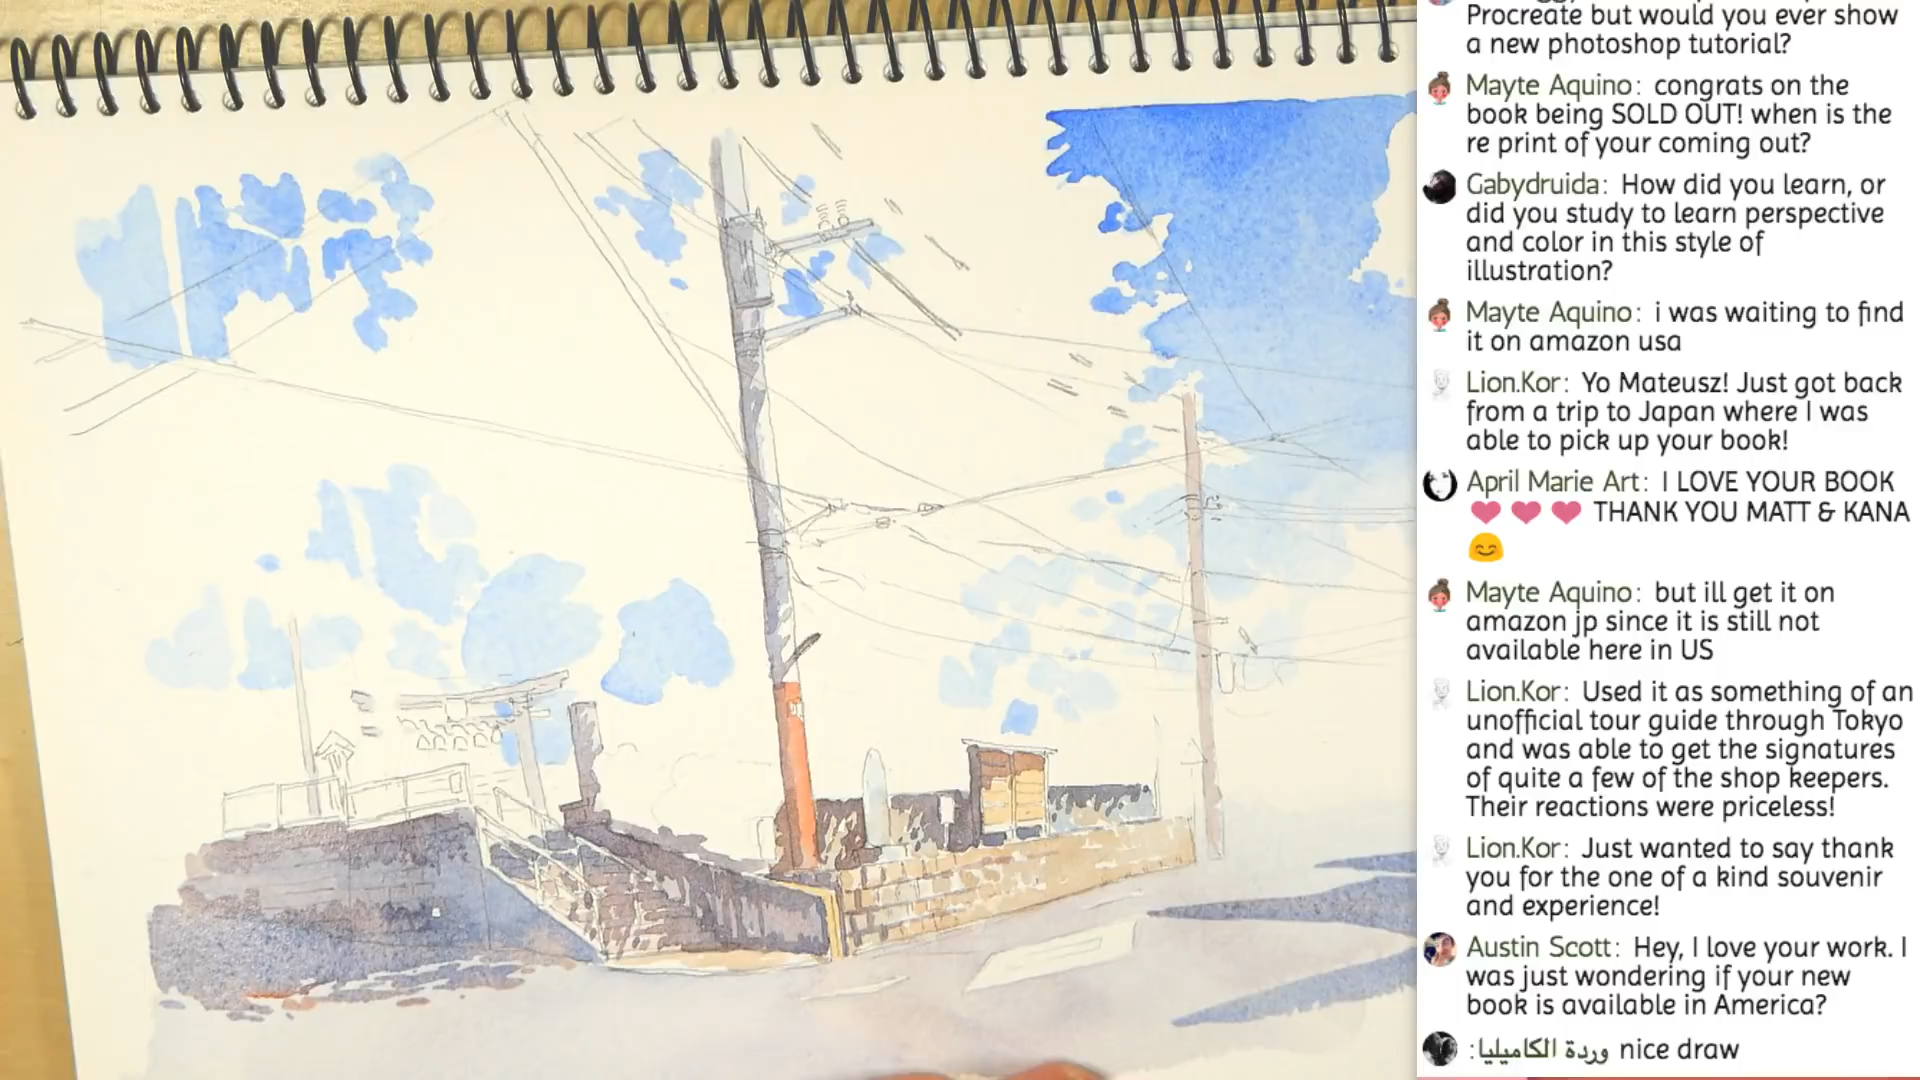 Procreate but would you ever show
a new photoshop tutorial?
Mayte Aquino: congrats on the
book being SOLD OUT! when is the
re print of your coming out?
Gabydruida: How did you learn, or
did you study to learn perspective
and color in this style of
illustration?
Mayte Aquino: i was waiting to find
it on amazon usa
Lion.Kor: Yo Mateusz! Just got back
from a trip to Japan where I was
able to pick up your book!
April Marie Art: I LOVE YOUR BOOK
❤ ❤ ❤ THANK YOU MATT & KANA
😊
Mayte Aquino: but ill get it on
amazon jp since it is still not
available here in US
Lion.Kor: Used it as something of an
unofficial tour guide through Tokyo
and was able to get the signatures
of quite a few of the shop keepers.
Their reactions were priceless!
Lion.Kor: Just wanted to say thank
you for the one of a kind souvenir
and experience!
Austin Scott: Hey, I love your work. I
was just wondering if your new
book is available in America?
وردة الكاميليا: nice draw